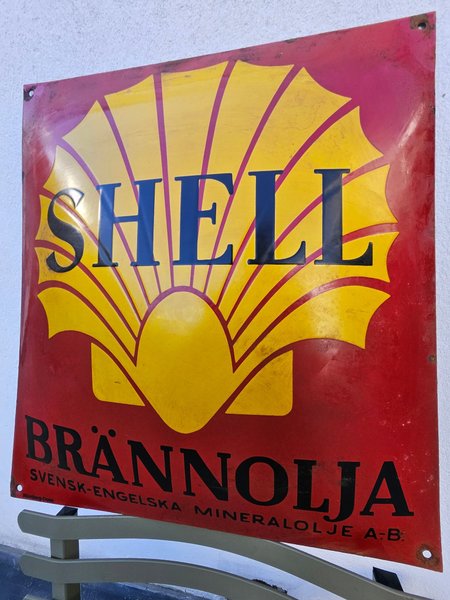 SHELL
BRÄNNOLJA
SVENSK-ENGELSKA MINERALOLJE A-B.